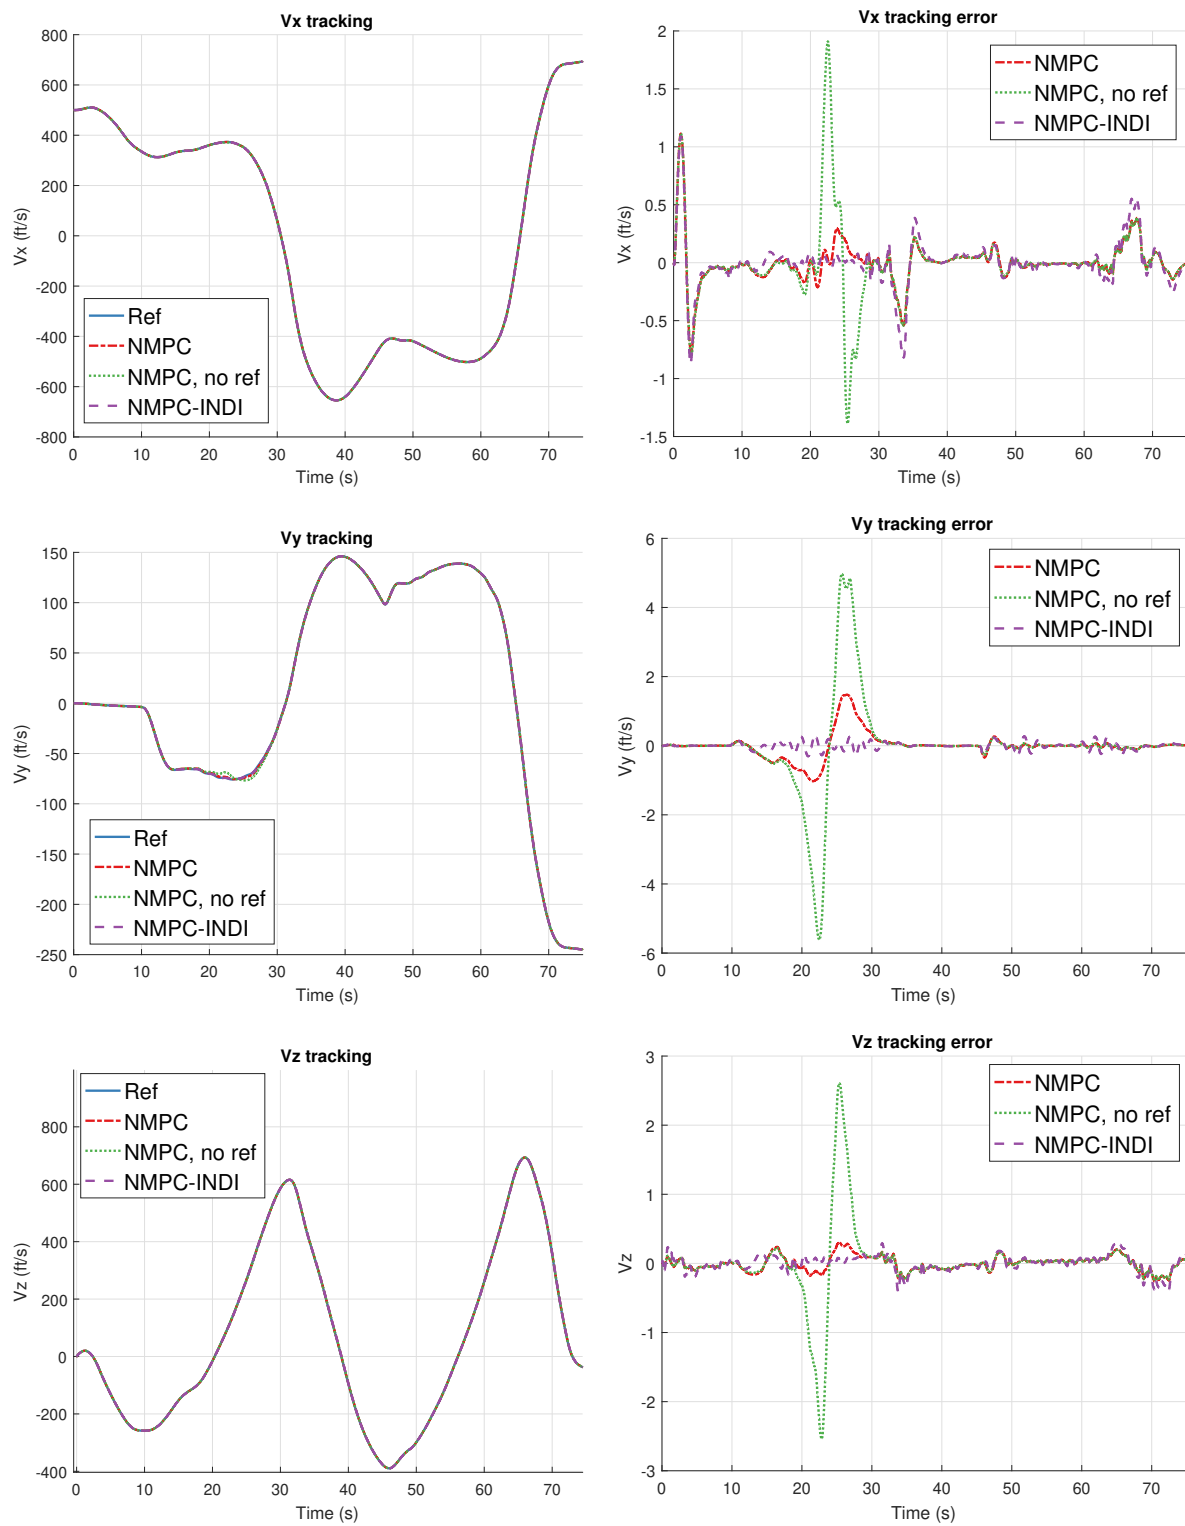 Vx tracking
800
600
400
200
0
-200
-400
-600
-800
Vx (ft/s)
Ref
NMPC
NMPC, no ref
NMPC-INDI
0 10 20 30 40 50 60 70
Time (s)
Vx tracking error
2
1.5
1
0.5
0
-0.5
-1
-1.5
Vx (ft/s)
NMPC
NMPC, no ref
NMPC-INDI
0 10 20 30 40 50 60 70
Time (s)
Vy tracking
150
100
50
0
-50
-100
-150
-200
-250
Vy (ft/s)
Ref
NMPC
NMPC, no ref
NMPC-INDI
0 10 20 30 40 50 60 70
Time (s)
Vy tracking error
6
4
2
0
-2
-4
-6
Vy (ft/s)
NMPC
NMPC, no ref
NMPC-INDI
0 10 20 30 40 50 60 70
Time (s)
Vz tracking
800
600
400
200
0
-200
-400
Vz (ft/s)
Ref
NMPC
NMPC, no ref
NMPC-INDI
0 10 20 30 40 50 60 70
Time (s)
Vz tracking error
3
2
1
0
-1
-2
-3
Vz
NMPC
NMPC, no ref
NMPC-INDI
0 10 20 30 40 50 60 70
Time (s)